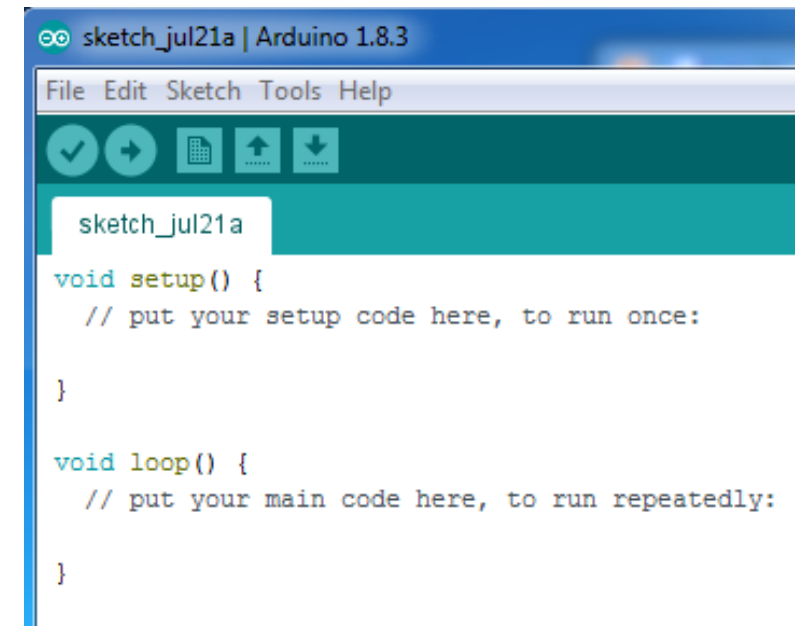 sketch_jul21a | Arduino 1.8.3
File Edit Sketch Tools Help
sketch_jul21a
void setup() {
  // put your setup code here, to run once:
}
void loop() {
  // put your main code here, to run repeatedly:
}